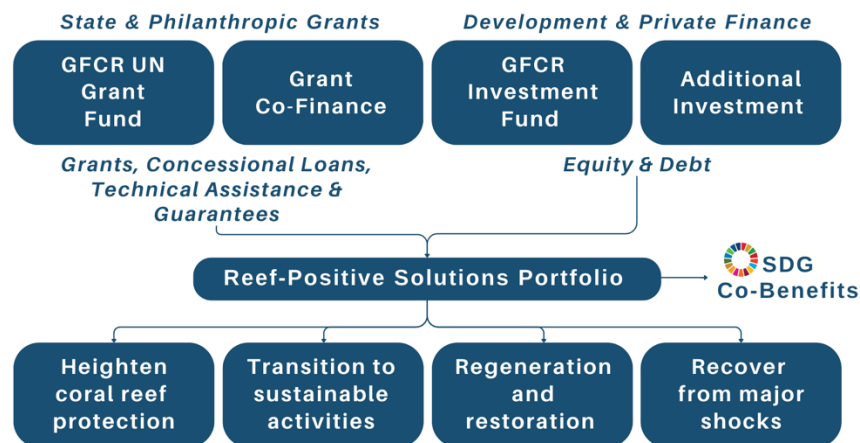 State & Philanthropic Grants
Development & Private Finance
GFCR UN
Grant
Fund
Grant
Co-Finance
GFCR
Investment
Fund
Additional
Investment
Grants, Concessional Loans,
Technical Assistance &
Guarantees
Equity & Debt
Reef-Positive Solutions Portfolio
SDG
Co-Benefits
Heighten
coral reef
protection
Transition to
sustainable
activities
Regeneration
and
restoration
Recover
from major
shocks